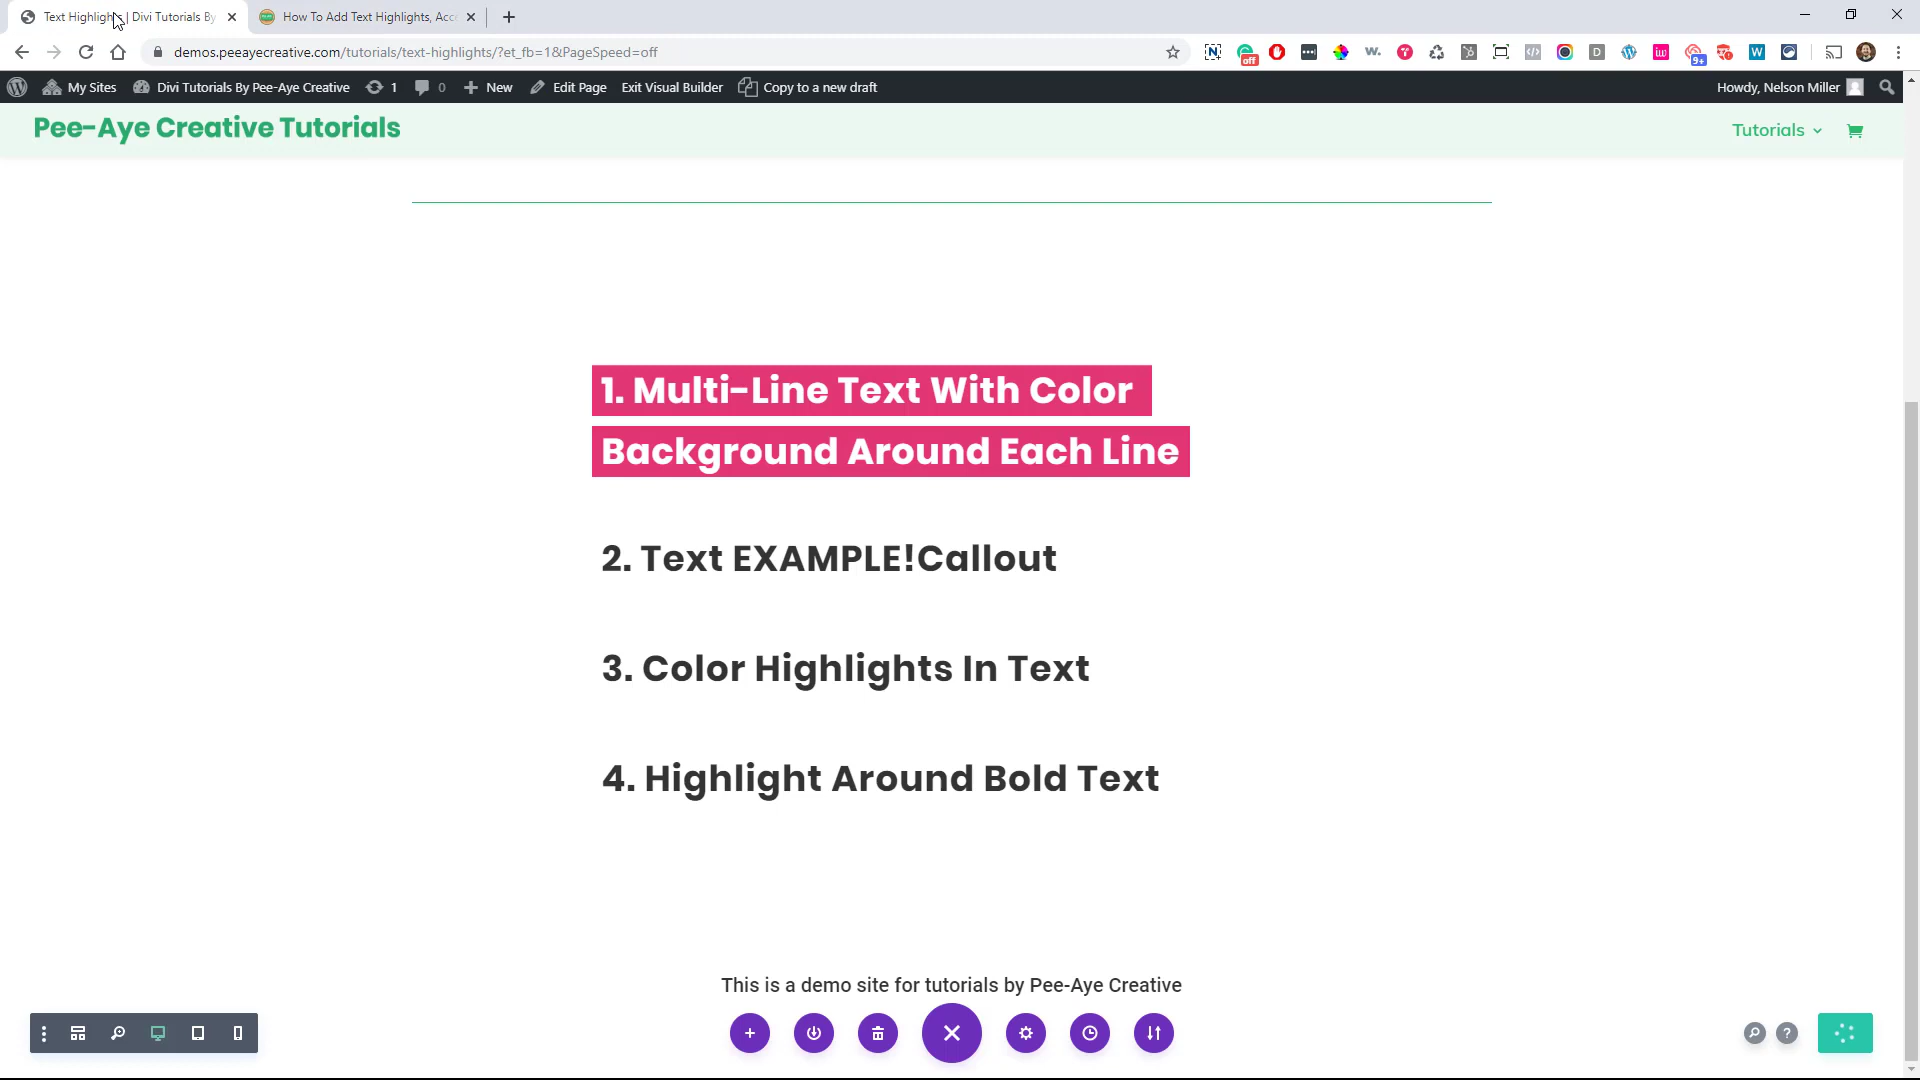 Text Highlights | Divi Tutorials By
How To Add Text Highlights, Acc
demos.peeayecreative.com/tutorials/text-highlights/?et_fb=1&PageSpeed=off
off
9+
My Sites
Divi Tutorials By Pee-Aye Creative
1
0
New
Edit Page
Exit Visual Builder
Copy to a new draft
Howdy, Nelson Miller
Pee-Aye Creative Tutorials
Tutorials
1. Multi-Line Text With Color
Background Around Each Line
2. Text EXAMPLE!Callout
3. Color Highlights In Text
4. Highlight Around Bold Text
This is a demo site for tutorials by Pee-Aye Creative